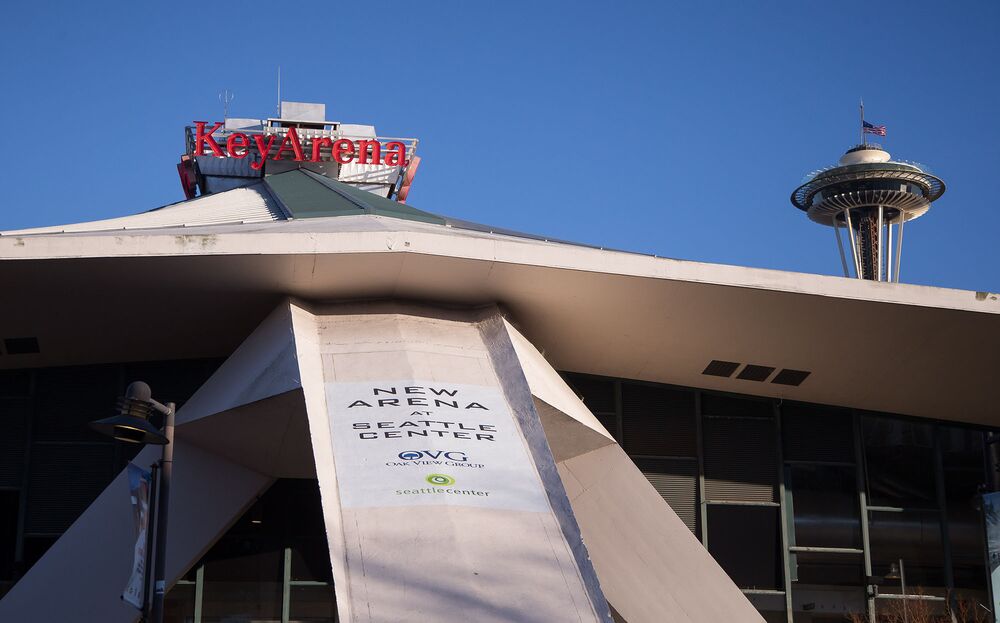 KeyArena
NEW
ARENA
AT
SEATTLE
CENTER
OVG
OAK VIEW GROUP
seattlecenter